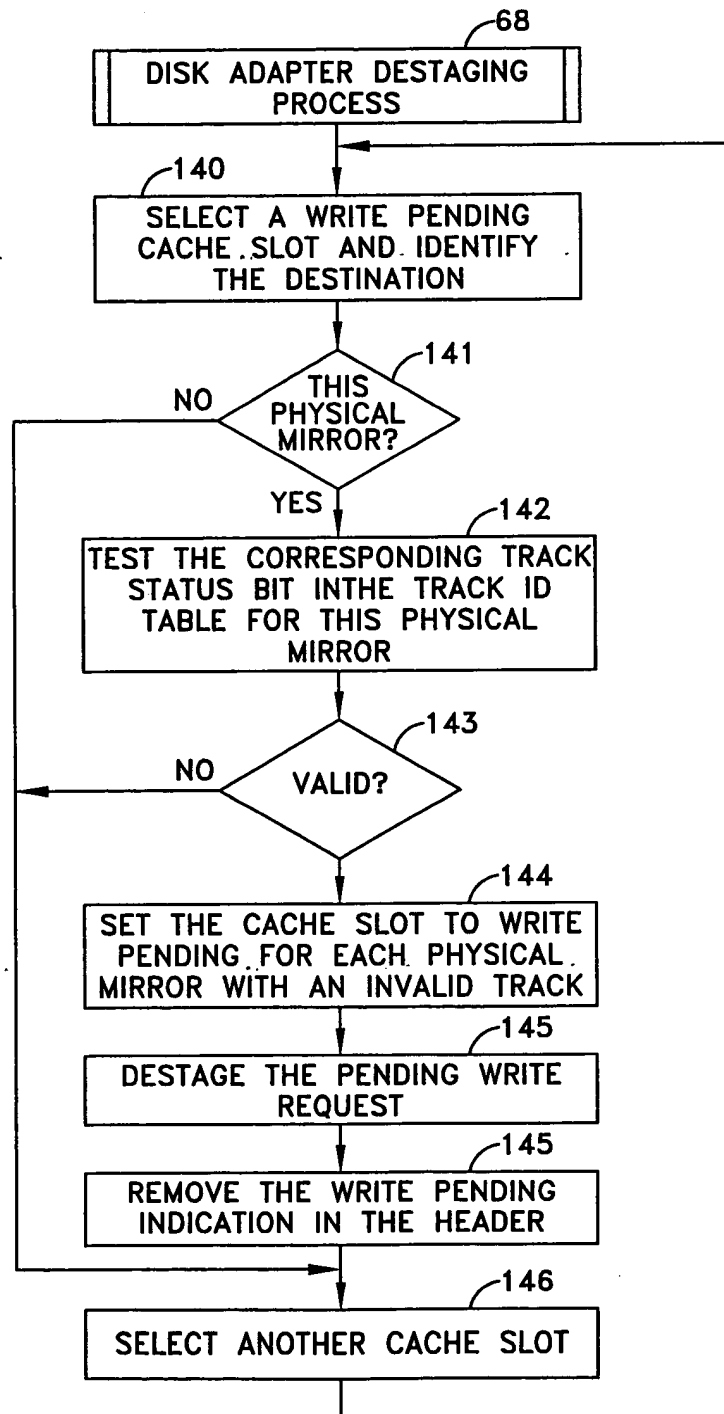 68
DISK ADAPTER DESTAGING
PROCESS
140
SELECT A WRITE PENDING
CACHE SLOT AND IDENTIFY
THE DESTINATION
141
THIS
PHYSICAL
MIRROR?
NO
YES
142
TEST THE CORRESPONDING TRACK
STATUS BIT INTHE TRACK ID
TABLE FOR THIS PHYSICAL
MIRROR
143
NO
VALID?
144
SET THE CACHE SLOT TO WRITE
PENDING FOR EACH PHYSICAL
MIRROR WITH AN INVALID TRACK
145
DESTAGE THE PENDING WRITE
REQUEST
145
REMOVE THE WRITE PENDING
INDICATION IN THE HEADER
146
SELECT ANOTHER CACHE SLOT